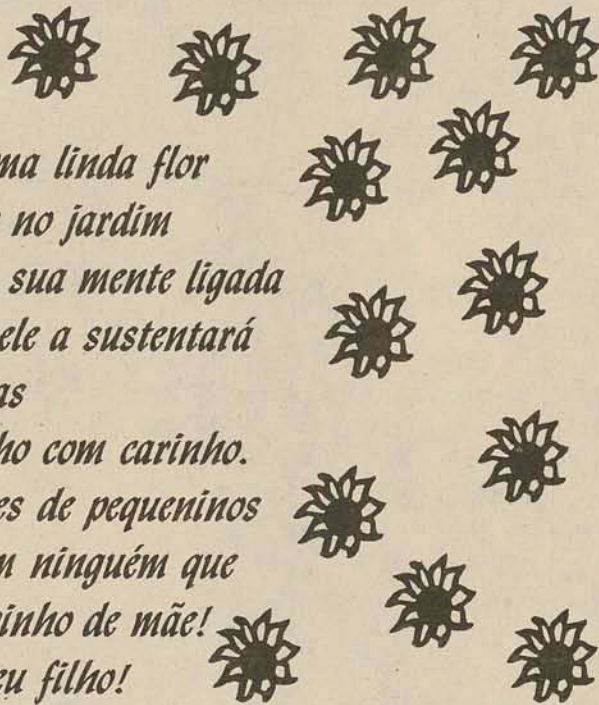 ma linda flor
no jardim
sua mente ligada
ele a sustentará
as
ho com carinho.
es de pequeninos
m ninguém que
inho de mãe!
eu filho!